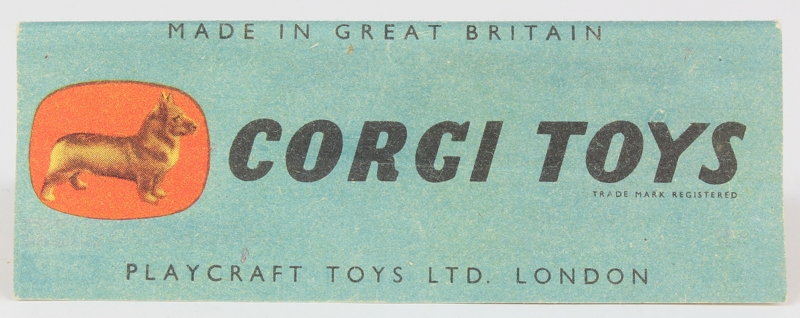 MADE IN GREAT BRITAIN
CORGI TOYS
TRADE MARK REGISTERED
PLAYCRAFT TOYS LTD. LONDON